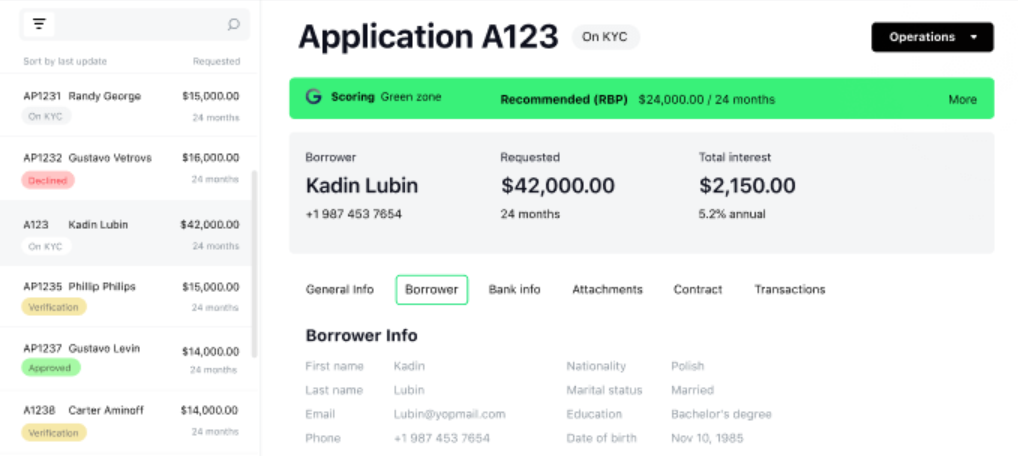 Sort by last update Requested
AP1231 Randy George $15,000.00
On KYC 24 months
AP1232 Gustavo Vetrovs $16,000.00
Declined 24 months
A123 Kadin Lubin $42,000.00
On KYC 24 months
AP1235 Phillip Philips $15,000.00
Verification 24 months
AP1237 Gustavo Levin $14,000.00
Approved 24 months
A1238 Carter Aminoff $14,000.00
Verification 24 months
Application A123 On KYC Operations
Scoring Green zone Recommended (RBP) $24,000.00 / 24 months More
Borrower Requested Total interest
Kadin Lubin $42,000.00 $2,150.00
+1 987 453 7654 24 months 5.2% annual
General Info Borrower Bank info Attachments Contract Transactions
Borrower Info
First name Kadin Nationality Polish
Last name Lubin Marital status Married
Email Lubin@yopmail.com Education Bachelor's degree
Phone +1 987 453 7654 Date of birth Nov 10, 1985